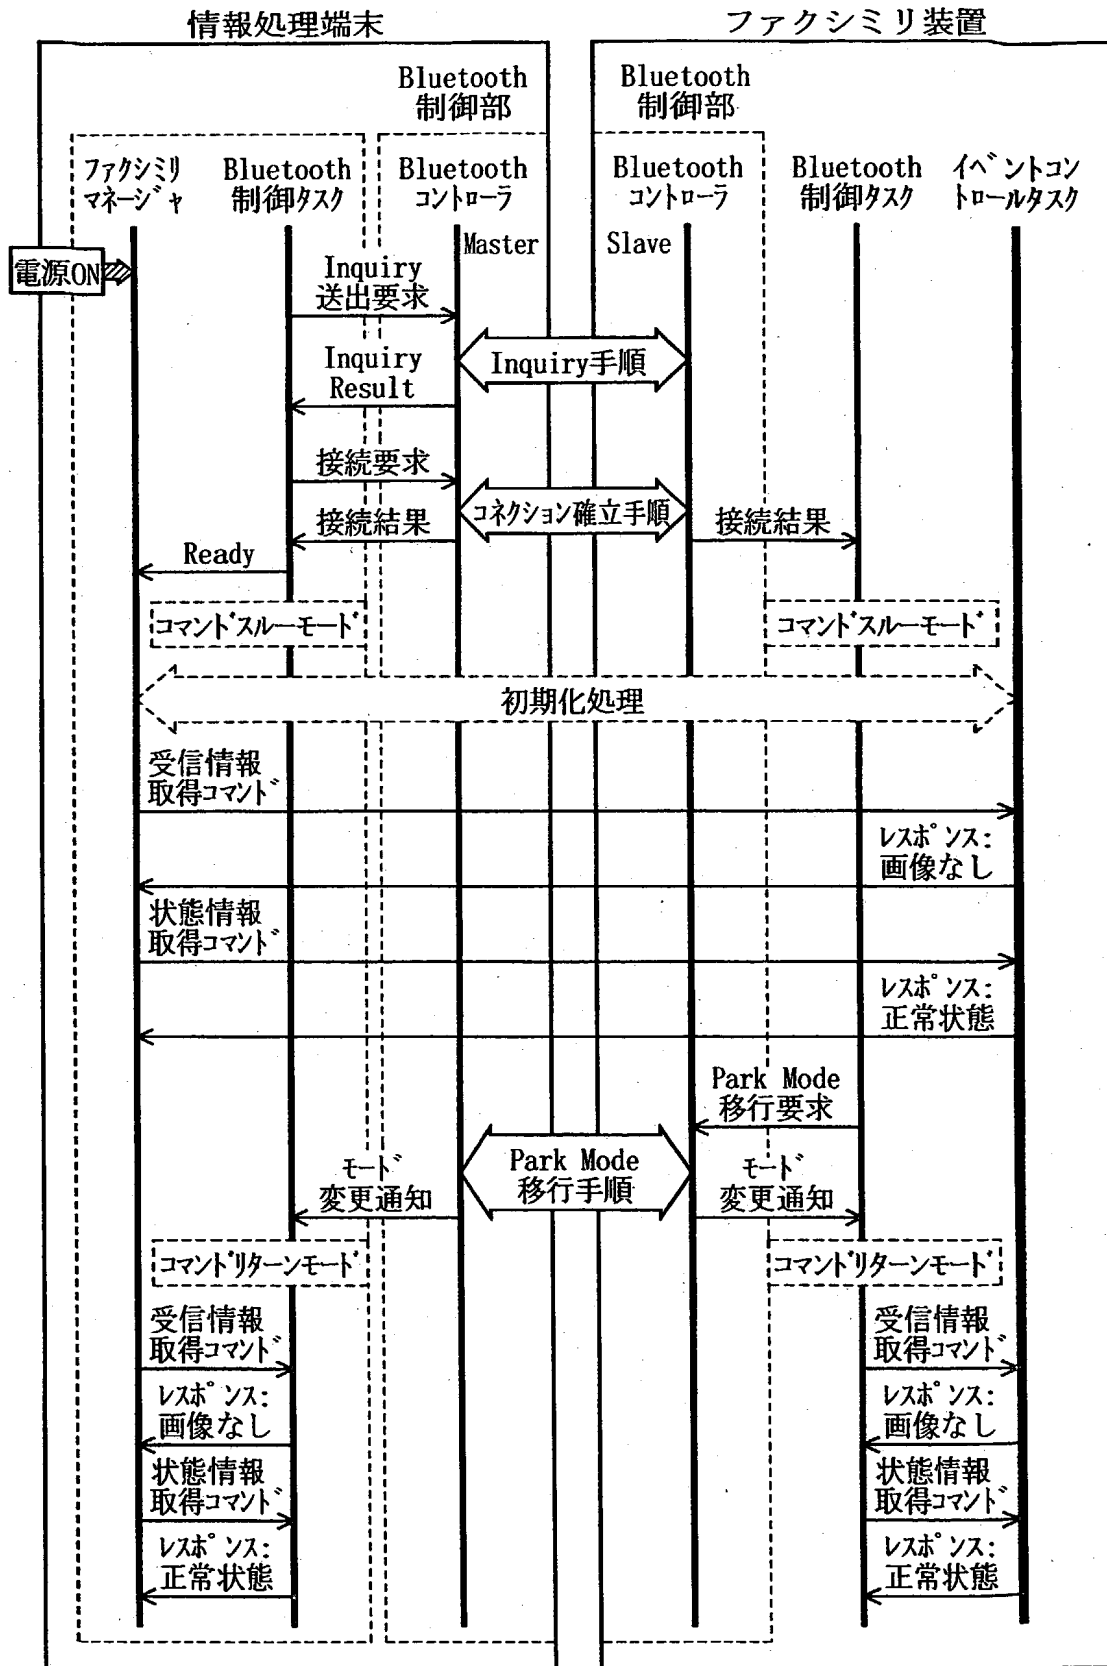 情報処理端末
ファクシミリ装置
Bluetooth
制御部
Bluetooth
制御部
ファクシミリ
マネージャ
Bluetooth
制御タスク
Bluetooth
コントローラ
Bluetooth
コントローラ
Bluetooth
制御タスク
イベントコン
トロールタスク
Master
Slave
電源ON
Inquiry
送出要求
Inquiry手順
Inquiry
Result
接続要求
コネクション確立手順
接続結果
接続結果
Ready
コマンドスルーモード
コマンドスルーモード
初期化処理
受信情報
取得コマンド
レスポンス:
画像なし
状態情報
取得コマンド
レスポンス:
正常状態
Park Mode
移行要求
Park Mode
移行手順
モード
変更通知
モード
変更通知
コマンドリターンモード
コマンドリターンモード
受信情報
取得コマンド
受信情報
取得コマンド
レスポンス:
画像なし
レスポンス:
画像なし
状態情報
取得コマンド
状態情報
取得コマンド
レスポンス:
正常状態
レスポンス:
正常状態